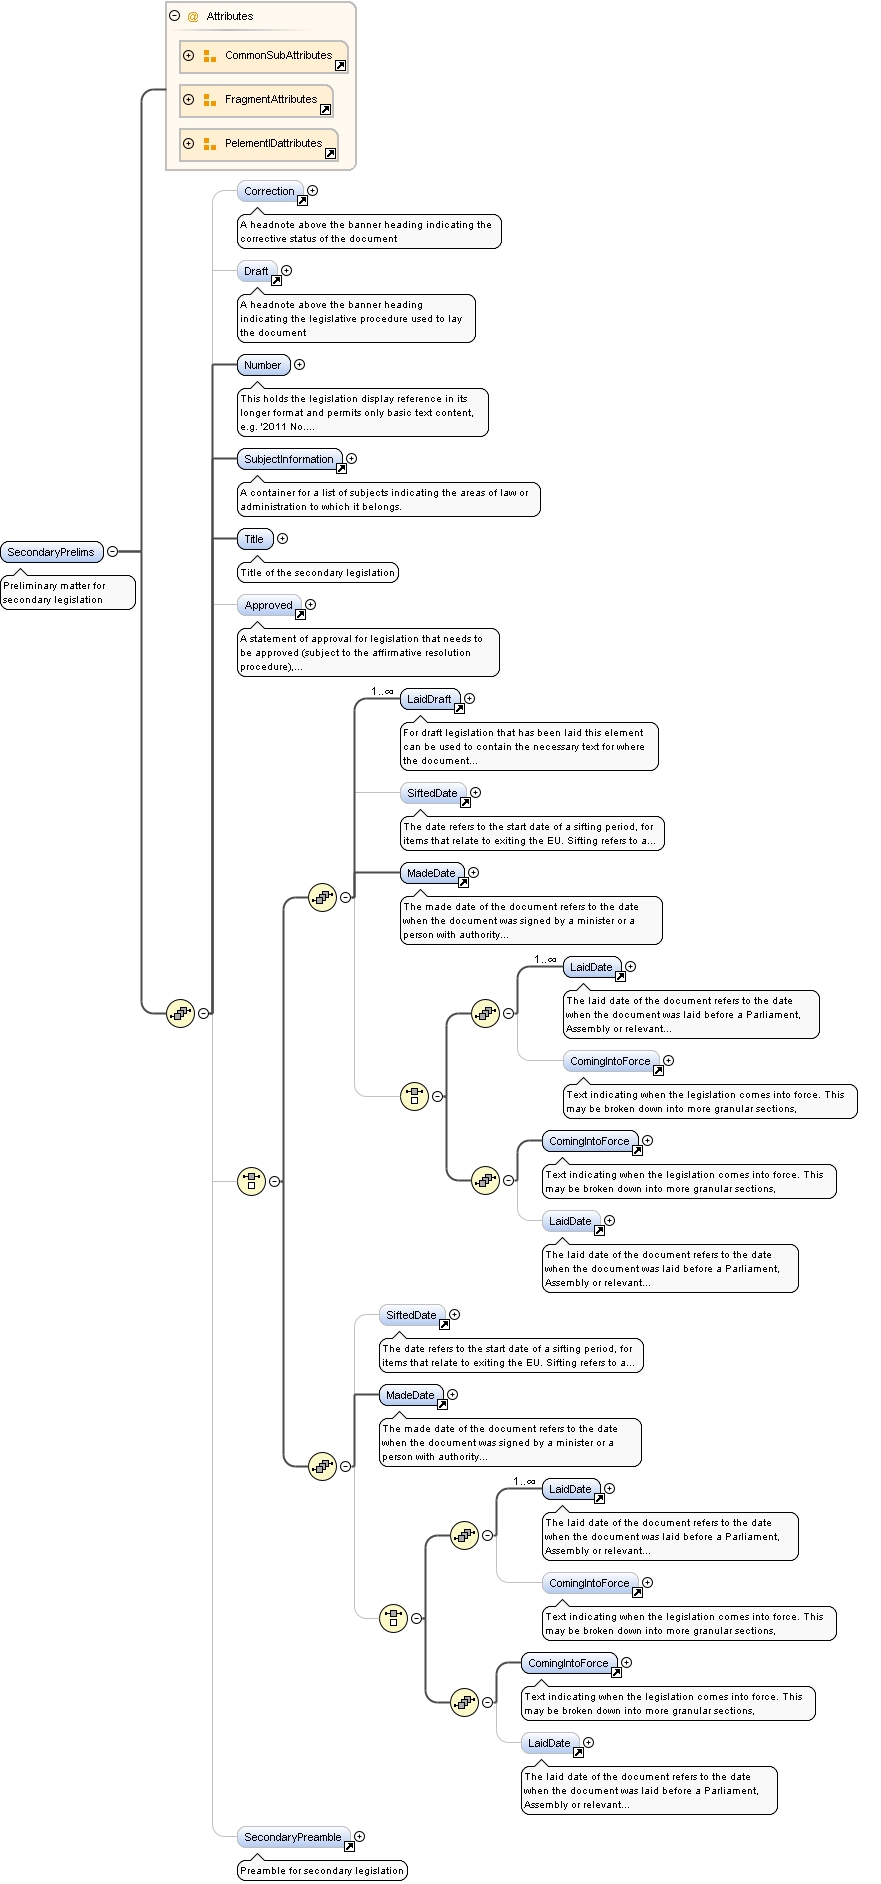 Attributes
CommonSubAttributes
FragmentAttributes
PelementIDattributes
Correction
A headnote above the banner heading indicating the
corrective status of the document
Draft
A headnote above the banner heading
indicating the legislative procedure used to lay
the document
Number
This holds the legislation display reference in its
longer format and permits only basic text content,
e.g. '2011 No....
SubjectInformation
A container for a list of subjects indicating the areas of law or
administration to which it belongs.
SecondaryPrelims
Preliminary matter for
secondary legislation
Title
Title of the secondary legislation
Approved
A statement of approval for legislation that needs to
be approved (subject to the affirmative resolution
procedure),...
1..∞
LaidDraft
For draft legislation that has been laid this element
can be used to contain the necessary text for where
the document...
SiftedDate
The date refers to the start date of a sifting period, for
items that relate to exiting the EU. Sifting refers to a...
MadeDate
The made date of the document refers to the date
when the document was signed by a minister or a
person with authority...
1..∞
LaidDate
The laid date of the document refers to the date
when the document was laid before a Parliament,
Assembly or relevant...
ComingIntoForce
Text indicating when the legislation comes into force. This
may be broken down into more granular sections,
ComingIntoForce
Text indicating when the legislation comes into force. This
may be broken down into more granular sections,
LaidDate
The laid date of the document refers to the date
when the document was laid before a Parliament,
Assembly or relevant...
SiftedDate
The date refers to the start date of a sifting period, for
items that relate to exiting the EU. Sifting refers to a...
MadeDate
The made date of the document refers to the date
when the document was signed by a minister or a
person with authority...
1..∞
LaidDate
The laid date of the document refers to the date
when the document was laid before a Parliament,
Assembly or relevant...
ComingIntoForce
Text indicating when the legislation comes into force. This
may be broken down into more granular sections,
ComingIntoForce
Text indicating when the legislation comes into force. This
may be broken down into more granular sections,
LaidDate
The laid date of the document refers to the date
when the document was laid before a Parliament,
Assembly or relevant...
SecondaryPreamble
Preamble for secondary legislation